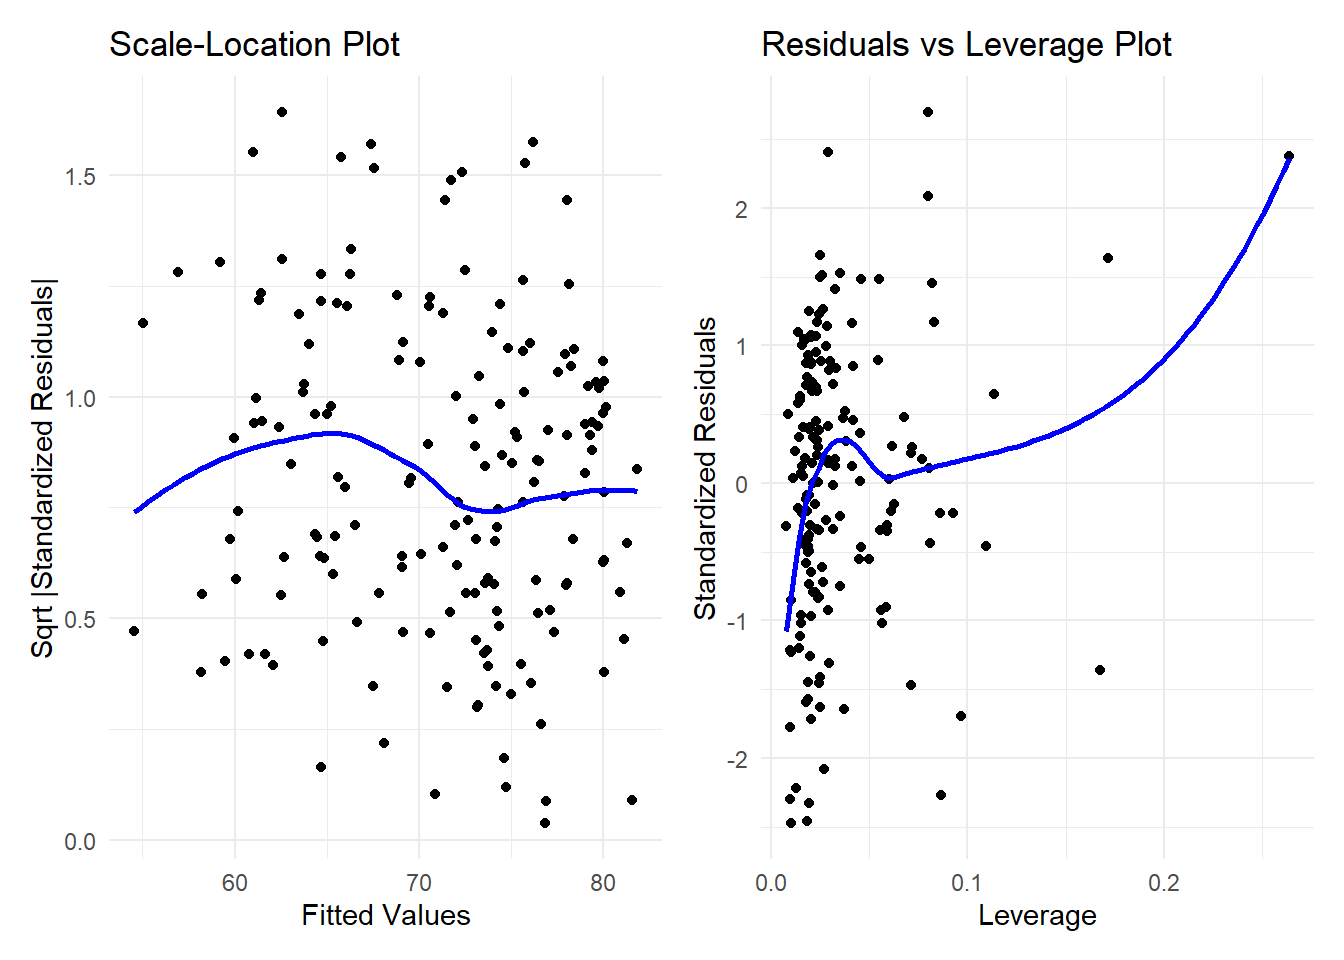 Scale-Location Plot
Sqrt |Standardized Residuals|
1.5
1.0
0.5
0.0
60 70 80
Fitted Values
Residuals vs Leverage Plot
Standardized Residuals
2
1
0
-1
-2
0.0 0.1 0.2
Leverage